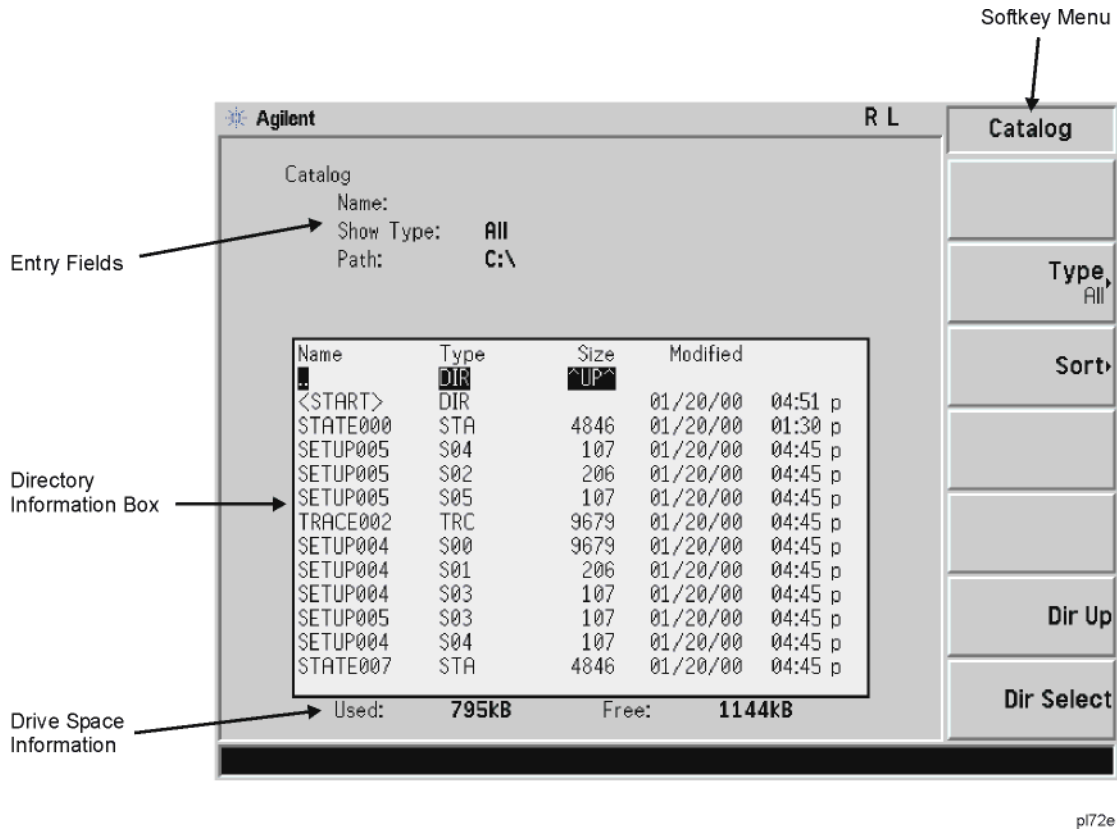 Softkey Menu
Agilent R L
Catalog
Catalog
Name:
Show Type: All
Path: C:\
Entry Fields
Type
All
Sort
Name Type Size Modified
.. DIR ^UP^
<START> DIR 01/20/00 04:51 p
STATE000 STA 4846 01/20/00 01:30 p
SETUP005 S04 107 01/20/00 04:45 p
SETUP005 S02 206 01/20/00 04:45 p
SETUP005 S05 107 01/20/00 04:45 p
TRACE002 TRC 9679 01/20/00 04:45 p
SETUP004 S00 9679 01/20/00 04:45 p
SETUP004 S01 206 01/20/00 04:45 p
SETUP004 S03 107 01/20/00 04:45 p
SETUP005 S03 107 01/20/00 04:45 p
SETUP004 S04 107 01/20/00 04:45 p
STATE007 STA 4846 01/20/00 04:45 p
Directory
Information Box
Dir Up
Dir Select
Used: 795kB Free: 1144kB
Drive Space
Information
pl72e